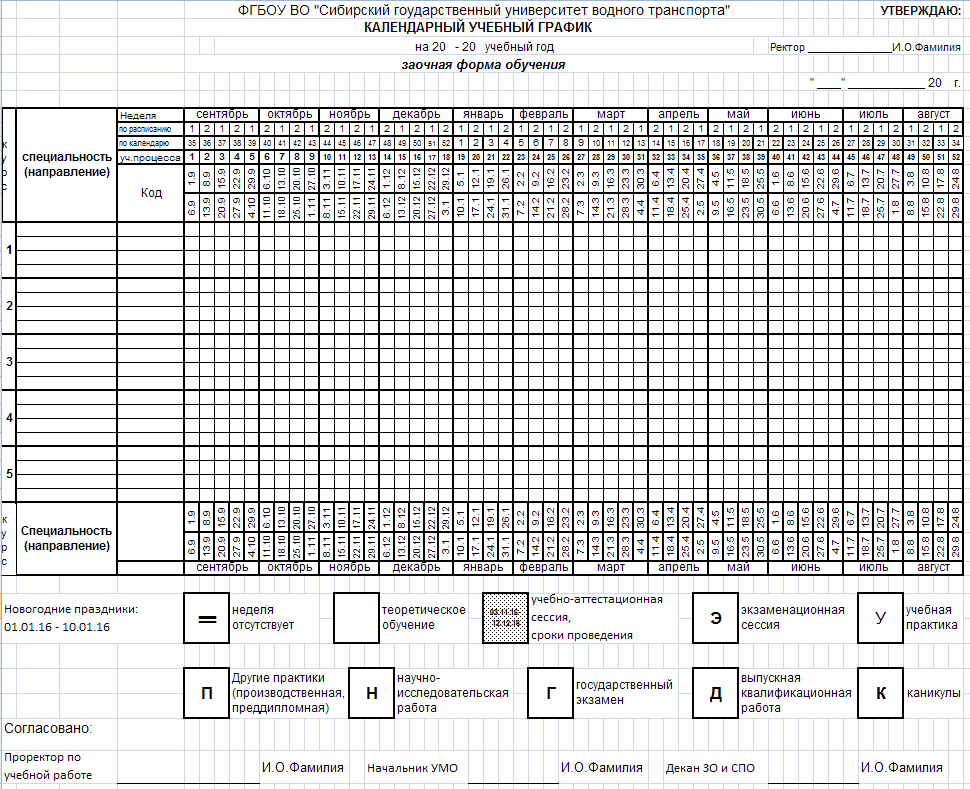 ФГБОУ ВО "Сибирский государственный университет водного транспорта" УТВЕРЖДАЮ:
КАЛЕНДАРНЫЙ УЧЕБНЫЙ ГРАФИК
на 20 - 20 учебный год Ректор _______________И.О.Фамилия
заочная форма обучения
" ____" ____________ 20 г.
курс специальность (направление) Неделя сентябрь октябрь ноябрь декабрь январь февраль март апрель май июнь июль август
по расписанию 1 2 1 2 1 2 1 2 1 2 1 2 1 2 1 2 1 2 1 2 1 2 1 2 1 2 1 2 1 2 1 2 1 2 1 2 1 2 1 2 1 2 1 2 1 2 1 2 1 2 1 2
по календарю 35 36 37 38 39 40 41 42 43 44 45 46 47 48 49 50 51 52 1 2 3 4 5 6 7 8 9 10 11 12 13 14 15 16 17 18 19 20 21 22 23 24 25 26 27 28 29 30 31 32 33 34
уч.процесса 1 2 3 4 5 6 7 8 9 10 11 12 13 14 15 16 17 18 19 20 21 22 23 24 25 26 27 28 29 30 31 32 33 34 35 36 37 38 39 40 41 42 43 44 45 46 47 48 49 50 51 52
Код 1.9 8.9 15.9 22.9 29.9 6.10 13.10 20.10 27.10 3.11 10.11 17.11 24.11 1.12 8.12 15.12 22.12 29.12 5.1 12.1 19.1 26.1 2.2 9.2 16.2 23.2 2.3 9.3 16.3 23.3 30.3 6.4 13.4 20.4 27.4 4.5 11.5 18.5 25.5 1.6 8.6 15.6 22.6 29.6 6.7 13.7 20.7 27.7 3.8 10.8 17.8 24.8
6.9 13.9 20.9 27.9 4.10 11.10 18.10 25.10 1.11 8.11 15.11 22.11 29.11 6.12 13.12 20.12 27.12 3.1 10.1 17.1 24.1 31.1 7.2 14.2 21.2 28.2 7.3 14.3 21.3 28.3 4.4 11.4 18.4 25.4 2.5 9.5 16.5 23.5 30.5 6.6 13.6 20.6 27.6 4.7 11.7 18.7 25.7 1.8 8.8 15.8 22.8 29.8
1
2
3
4
5
курс Специальность (направление) 1.9 8.9 15.9 22.9 29.9 6.10 13.10 20.10 27.10 3.11 10.11 17.11 24.11 1.12 8.12 15.12 22.12 29.12 5.1 12.1 19.1 26.1 2.2 9.2 16.2 23.2 2.3 9.3 16.3 23.3 30.3 6.4 13.4 20.4 27.4 4.5 11.5 18.5 25.5 1.6 8.6 15.6 22.6 29.6 6.7 13.7 20.7 27.7 3.8 10.8 17.8 24.8
6.9 13.9 20.9 27.9 4.10 11.10 18.10 25.10 1.11 8.11 15.11 22.11 29.11 6.12 13.12 20.12 27.12 3.1 10.1 17.1 24.1 31.1 7.2 14.2 21.2 28.2 7.3 14.3 21.3 28.3 4.4 11.4 18.4 25.4 2.5 9.5 16.5 23.5 30.5 6.6 13.6 20.6 27.6 4.7 11.7 18.7 25.7 1.8 8.8 15.8 22.8 29.8
сентябрь октябрь ноябрь декабрь январь февраль март апрель май июнь июль август
Новогодние праздники:
01.01.16 - 10.01.16
= неделя
отсутствует
теоретическое
обучение
учебно-аттестационная
сессия,
сроки проведения
Э экзаменационная
сессия
У учебная
практика
П Другие практики
(производственная,
преддипломная)
Н научно-
исследовательская
работа
Г государственный
экзамен
Д выпускная
квалификационная
работа
К каникулы
Согласовано:
Проректор по
учебной работе И.О.Фамилия Начальник УМО И.О.Фамилия Декан ЗО и СПО И.О.Фамилия